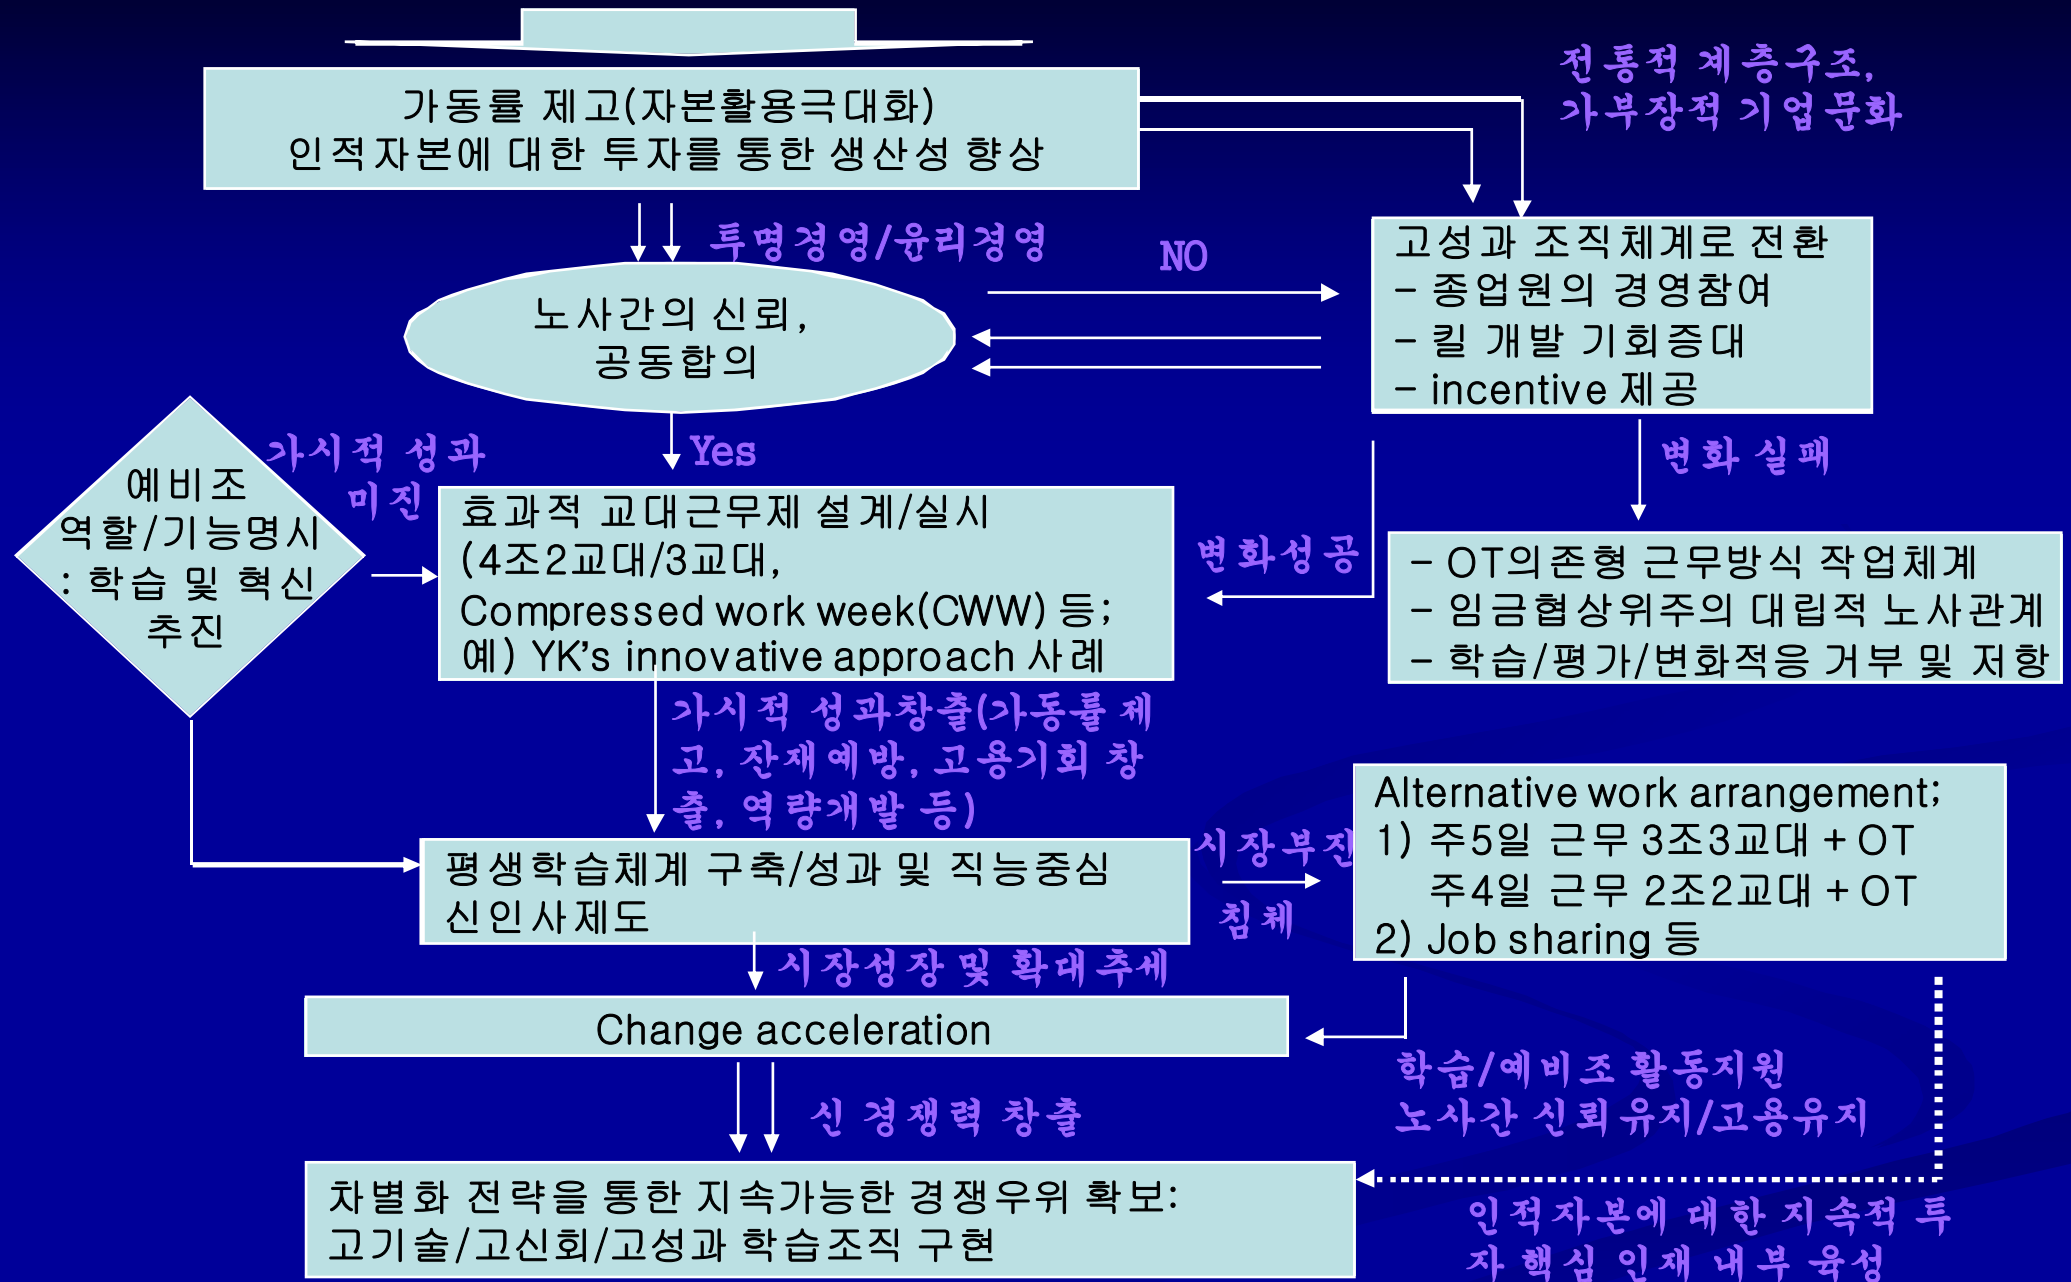 전통적 계층구조,
가부장적 기업문화
가동률 제고(자본활용극대화)
인적자본에 대한 투자를 통한 생산성 향상
투명경영/윤리경영
NO
고성과 조직체계로 전환
- 종업원의 경영참여
- 킬 개발 기회증대
- incentive 제공
노사간의 신뢰,
공동합의
Yes
변화 실패
가시적 성과
미진
예비조
역할/기능명시
: 학습 및 혁신
추진
효과적 교대근무제 설계/실시
(4조2교대/3교대,
Compressed work week(CWW) 등;
예) YK's innovative approach 사례
변화성공
- OT의존형 근무방식 작업체계
- 임금협상위주의 대립적 노사관계
- 학습/평가/변화적응 거부 및 저항
가시적 성과창출(가동률 제
고, 잔재예방, 고용기회 창
출, 역량개발 등)
평생학습체계 구축/성과 및 직능중심
신인사제도
시장부진
침체
Alternative work arrangement;
1) 주5일 근무 3조3교대 + OT
주4일 근무 2조2교대 + OT
2) Job sharing 등
시장성장 및 확대추세
Change acceleration
학습/예비조 활동지원
노사간 신뢰유지/고용유지
신 경쟁력 창출
차별화 전략을 통한 지속가능한 경쟁우위 확보:
고기술/고신회/고성과 학습조직 구현
인적자본에 대한 지속적 투
자 핵심 인재 내부 육성